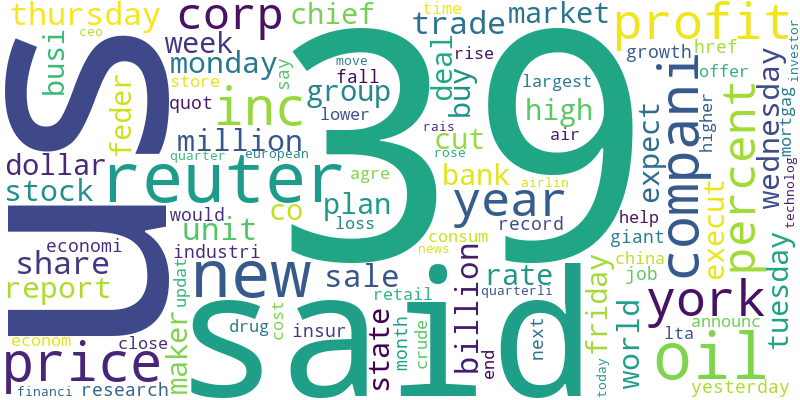 us
39
said
thursday
corp
chief
trade
market
profit
week
monday
busi
store
quot
feder
inc
say
fall
lower
move
group
deal
buy
time
ceo
rise
growth
href
offer
largest
high
air
rais
rose
cut
million
quarter
european
dollar
stock
reuter
agre
plan
loss
bank
airlin
year
record
consum
news
expect
compani
higher
percent
wednesday
mortgag
investor
technolog
execut
help
giant
china
job
would
unit
co
economi
industri
share
report
updat
new
sale
rate
billion
friday
york
announc
lta
oil
tuesday
yesterday
world
today
next
end
quarterli
retail
crude
month
state
insur
cost
drug
maker
econom
close
price
financi
research